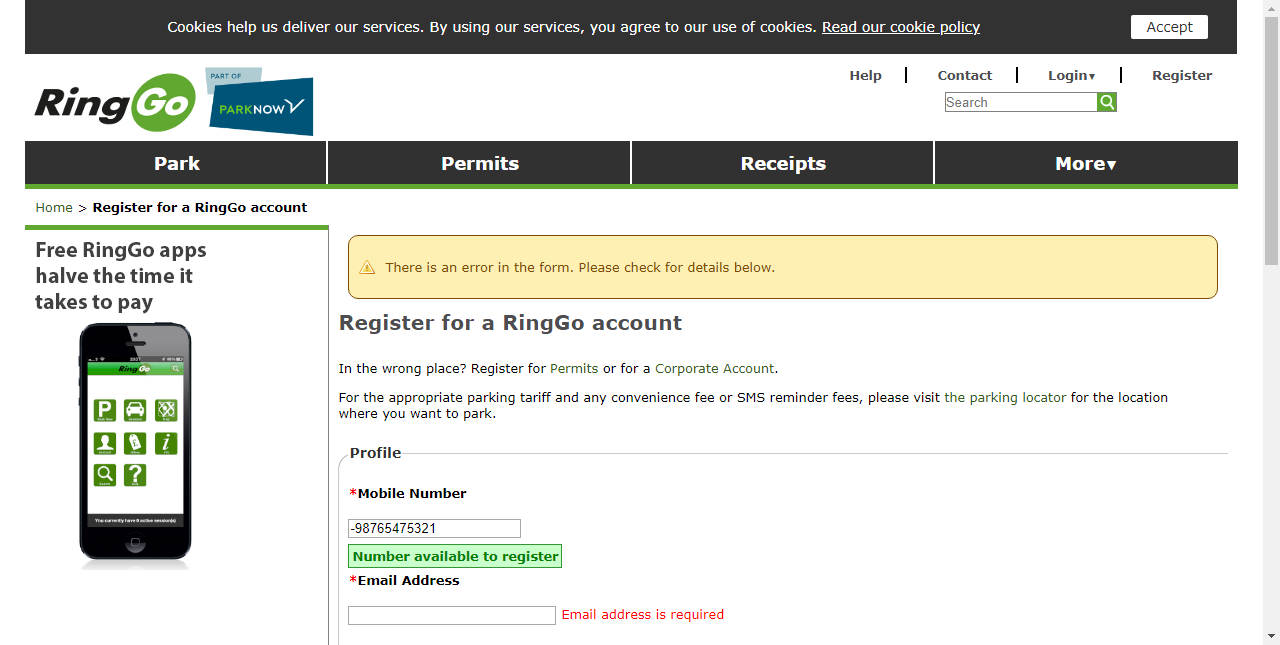 Cookies help us deliver our services. By using our services, you agree to our use of cookies. Read our cookie policy
Accept
RingGo
PART OF
PARKNOW
Help
Contact
Login▾
Register
Search
Park
Permits
Receipts
More▾
Home > Register for a RingGo account
Free RingGo apps
halve the time it
takes to pay
RingGo
You currently have 0 active session(s)
There is an error in the form. Please check for details below.
Register for a RingGo account
In the wrong place? Register for Permits or for a Corporate Account.
For the appropriate parking tariff and any convenience fee or SMS reminder fees, please visit the parking locator for the location
where you want to park.
Profile
*Mobile Number
-98765475321
Number available to register
*Email Address
Email address is required